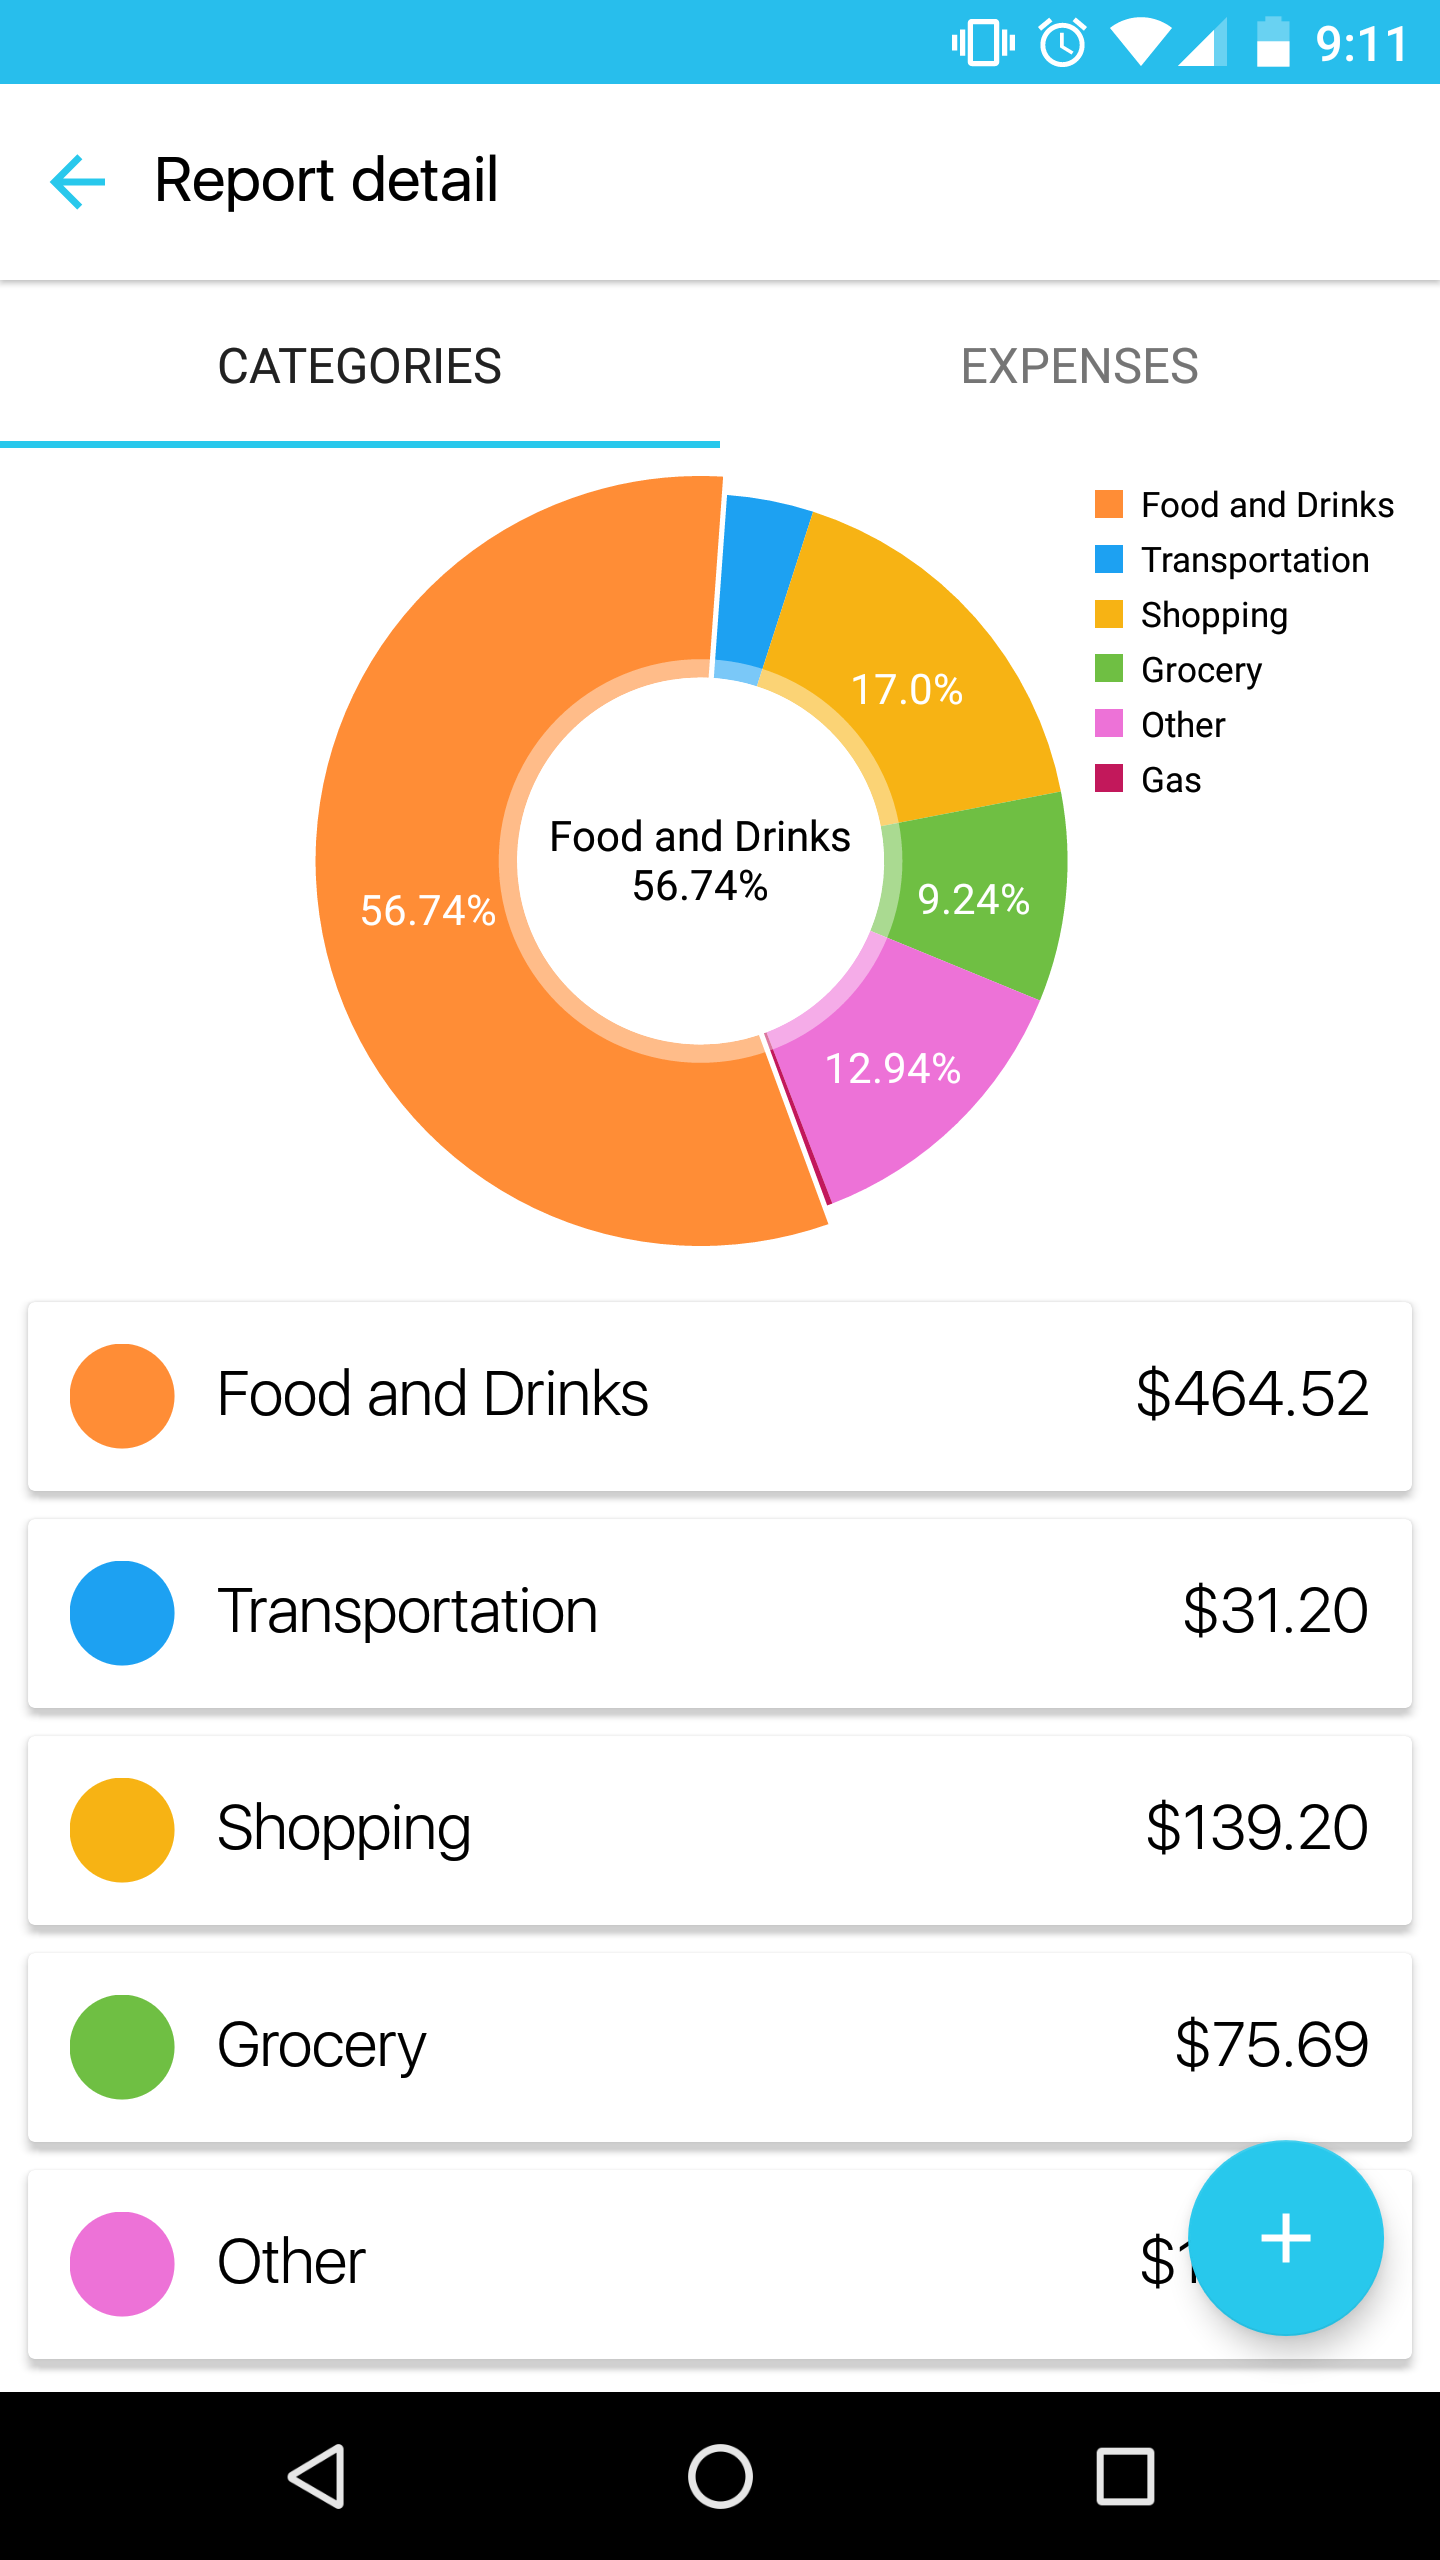 9:11
Report detail
CATEGORIES
EXPENSES
Food and Drinks
Transportation
Shopping
Grocery
Other
Gas
17.0%
9.24%
12.94%
56.74%
Food and Drinks
56.74%
Food and Drinks
$464.52
Transportation
$31.20
Shopping
$139.20
Grocery
$75.69
Other